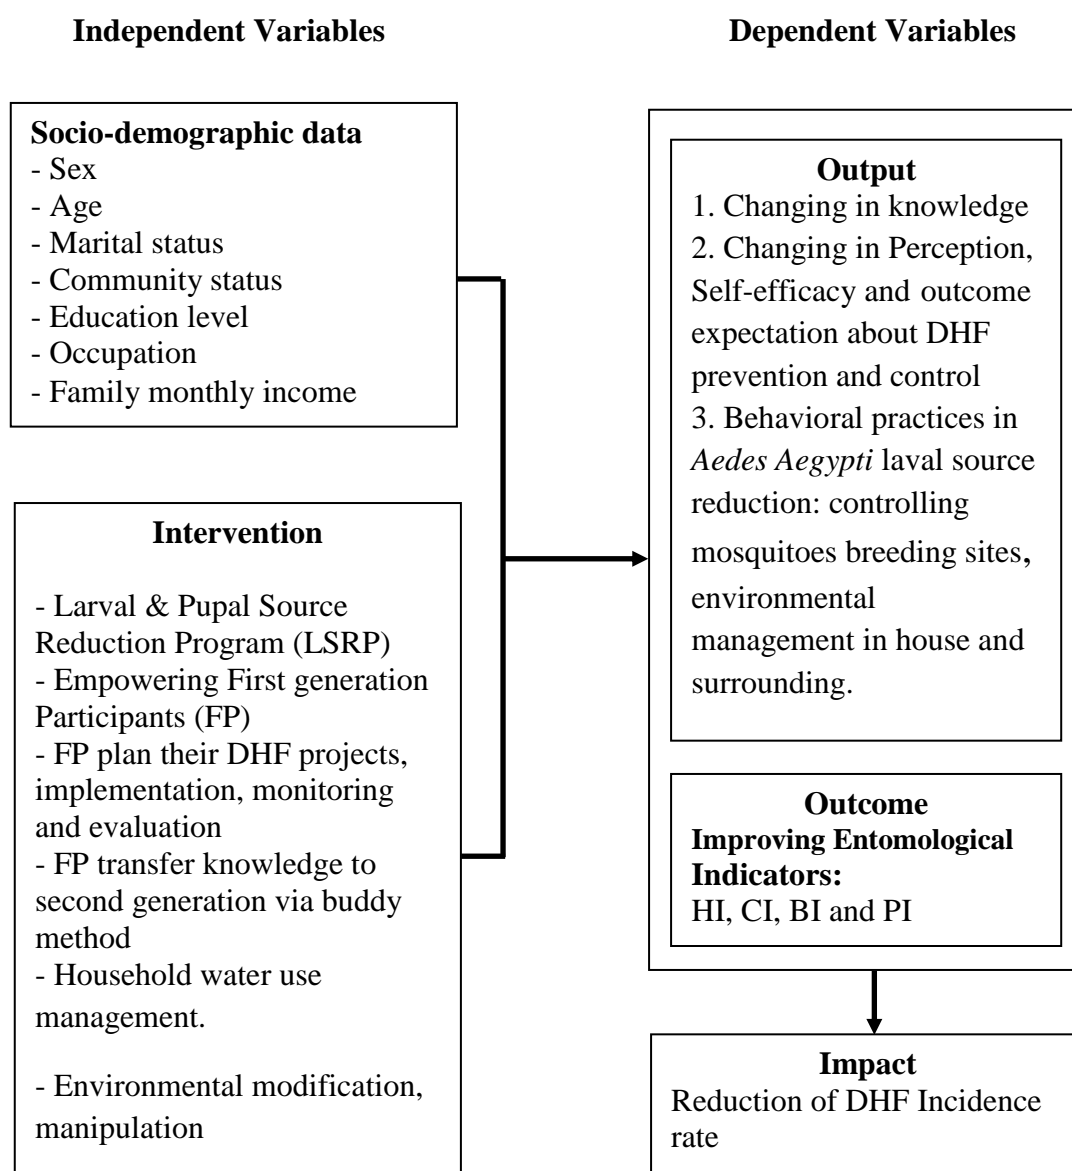 Independent Variables
Dependent Variables
Socio-demographic data
- Sex
- Age
- Marital status
- Community status
- Education level
- Occupation
- Family monthly income
Intervention
- Larval & Pupal Source
Reduction Program (LSRP)
- Empowering First generation
Participants (FP)
- FP plan their DHF projects,
implementation, monitoring
and evaluation
- FP transfer knowledge to
second generation via buddy
method
- Household water use
management.
- Environmental modification,
manipulation
Output
1. Changing in knowledge
2. Changing in Perception,
Self-efficacy and outcome
expectation about DHF
prevention and control
3. Behavioral practices in
Aedes Aegypti laval source
reduction: controlling
mosquitoes breeding sites,
environmental
management in house and
surrounding.
Outcome
Improving Entomological
Indicators:
HI, CI, BI and PI
Impact
Reduction of DHF Incidence
rate